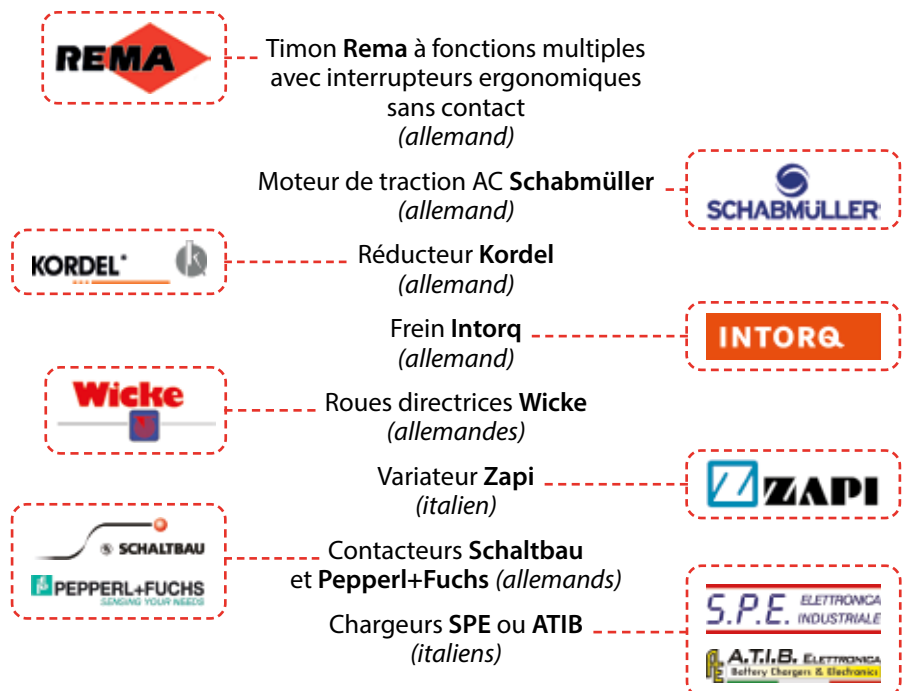 REMA
Timon Rema à fonctions multiples
avec interrupteurs ergonomiques
sans contact
(allemand)
Moteur de traction AC Schabmüller
(allemand)
SCHABMÜLLER
KORDEL
k
Réducteur Kordel
(allemand)
Frein Intorq
(allemand)
INTORQ
Wicke
Roues directrices Wicke
(allemandes)
Variateur Zapi
(italien)
ZAPI
SCHALTBAU
PEPPERL+FUCHS
SENSING YOUR NEEDS
Contacteurs Schaltbau
et Pepperl+Fuchs (allemands)
Chargeurs SPE ou ATIB
(italiens)
S.P.E. ELETTRONICA
INDUSTRIALE
A.T.I.B. ELETTRONICA
Battery Chargers & Electronics